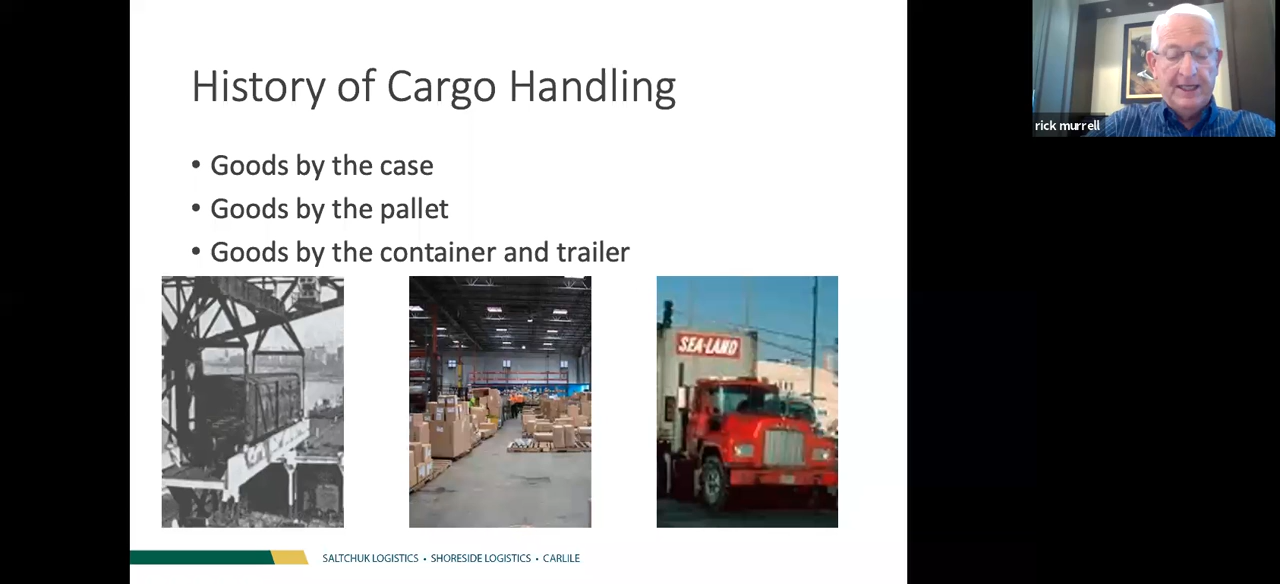 History of Cargo Handling
• Goods by the case
• Goods by the pallet
• Goods by the container and trailer
SEA-LAND
SALTCHUK LOGISTICS • SHORESIDE LOGISTICS • CARLILE
rick murrell